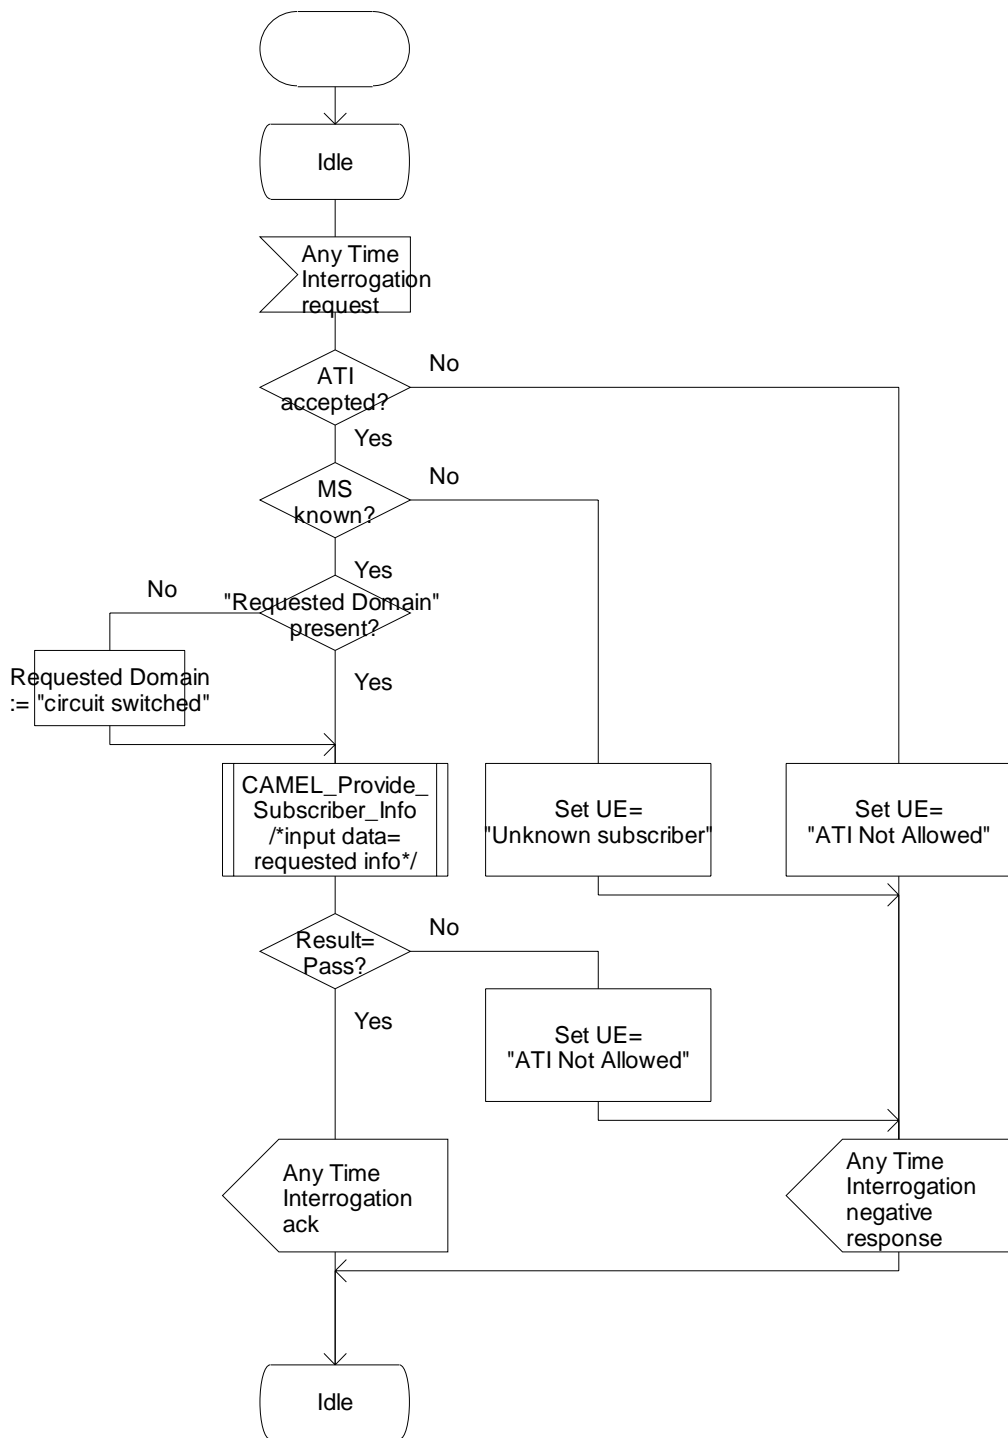 Idle
Any Time
Interrogation
request
ATI
accepted?
No
Yes
MS
known?
No
Yes
"Requested Domain"
present?
No
Yes
Requested Domain
:= "circuit switched"
CAMEL_Provide_
Subscriber_Info
/*input data=
requested info*/
Set UE=
"Unknown subscriber"
Set UE=
"ATI Not Allowed"
Result=
Pass?
No
Yes
Set UE=
"ATI Not Allowed"
Any Time
Interrogation
ack
Any Time
Interrogation
negative
response
Idle